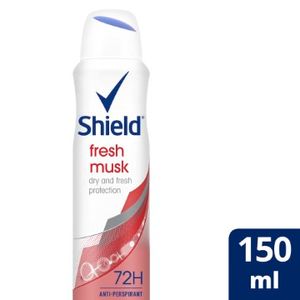 Shield
fresh
musk
dry and fresh
protection
72H
ANTI-PERSPIRANT
150
ml